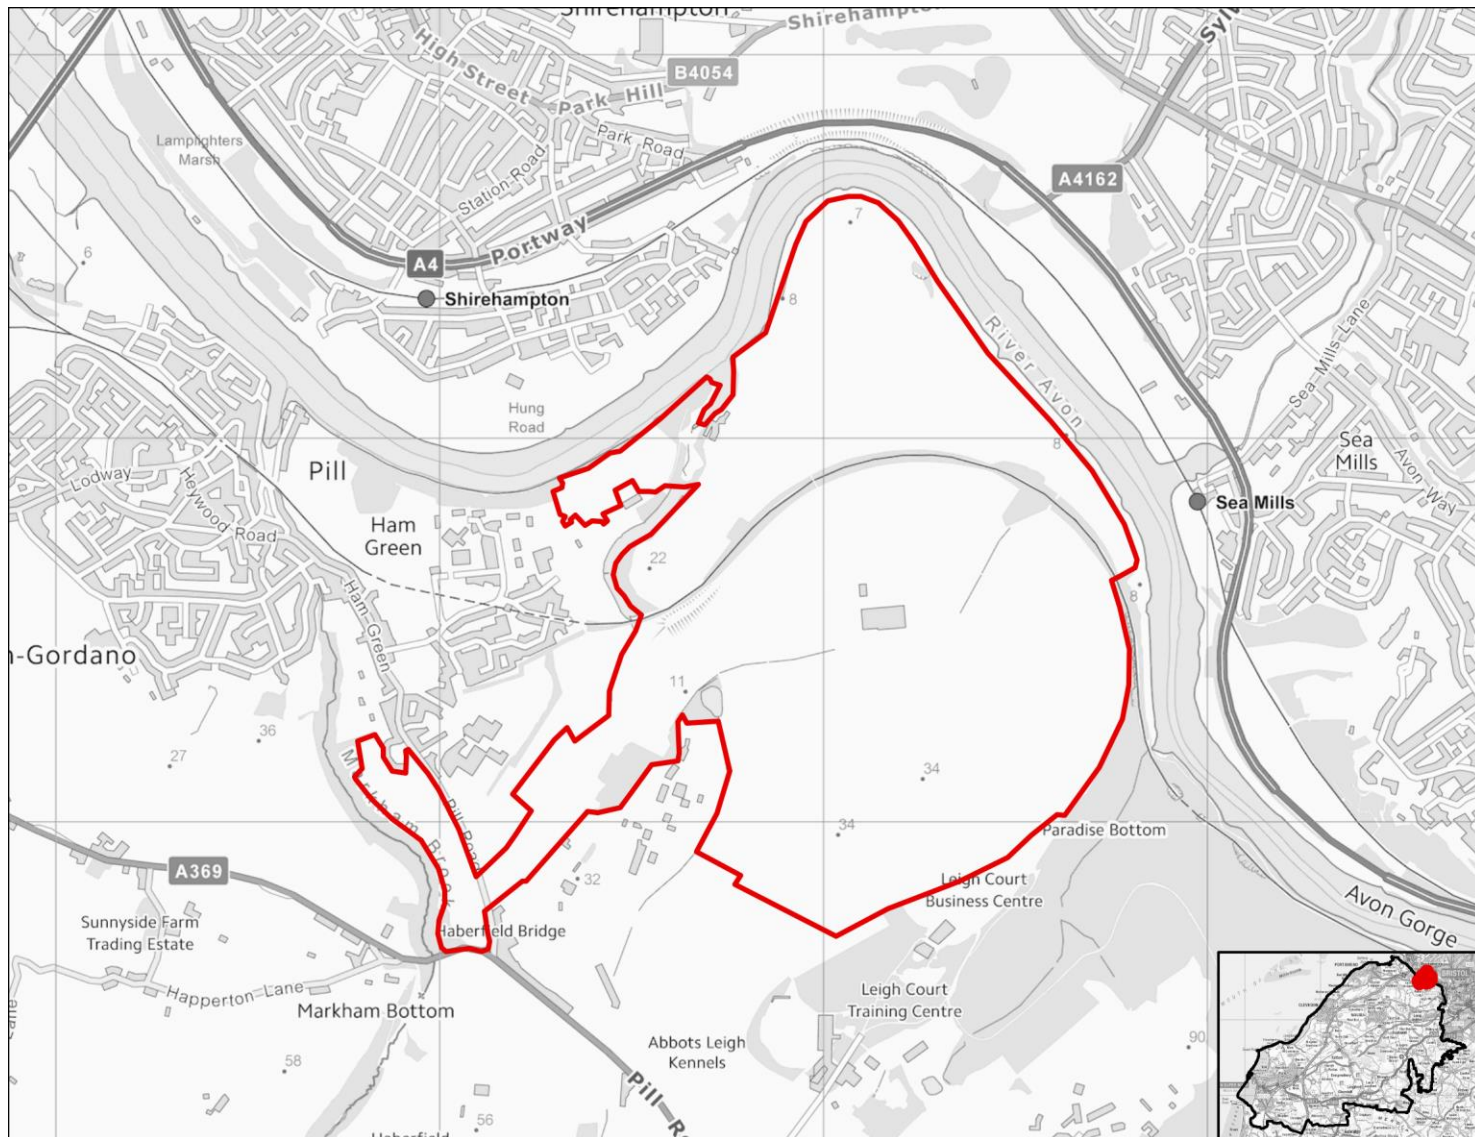 Shirehampton
Shirehampton
Sylv
High Street
B4054
Park Hill
Park Road
Lamplighters
Marsh
Station Road
A4162
Portway
7
6
A4
8
Shirehampton
River Avon
Sea Mills Lane
Hung
Road
Sea
Mills
8
Pill
Lodway
Heywood Road
Avon Way
Sea Mills
Ham
Green
22
8
Ham Green
n-Gordano
11
36
27
34
Markham Brook
Pill Road
34
Paradise Bottom
A369
32
Leigh Court
Business Centre
Sunnyside Farm
Trading Estate
Haberfield Bridge
Avon Gorge
Happerton Lane
Markham Bottom
Leigh Court
Training Centre
Abbots Leigh
Kennels
90
58
Pill R
56
Haberfield
BRISTOL